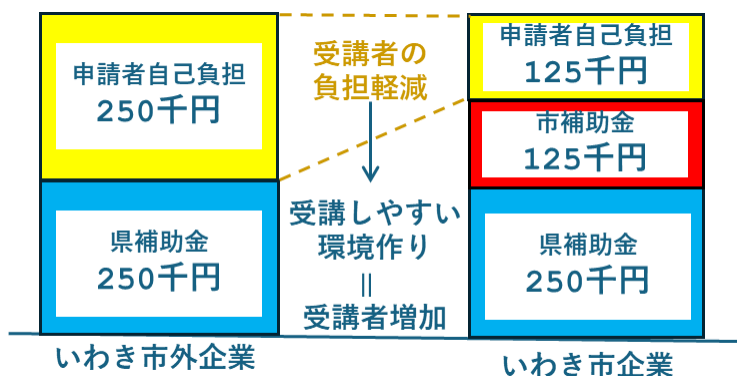 申請者自己負担
250千円
県補助金
250千円
いわき市外企業
受講者の
負担軽減
受講しやすい
環境作り
॥
受講者増加
申請者自己負担
125千円
市補助金
125千円
県補助金
250千円
いわき市企業